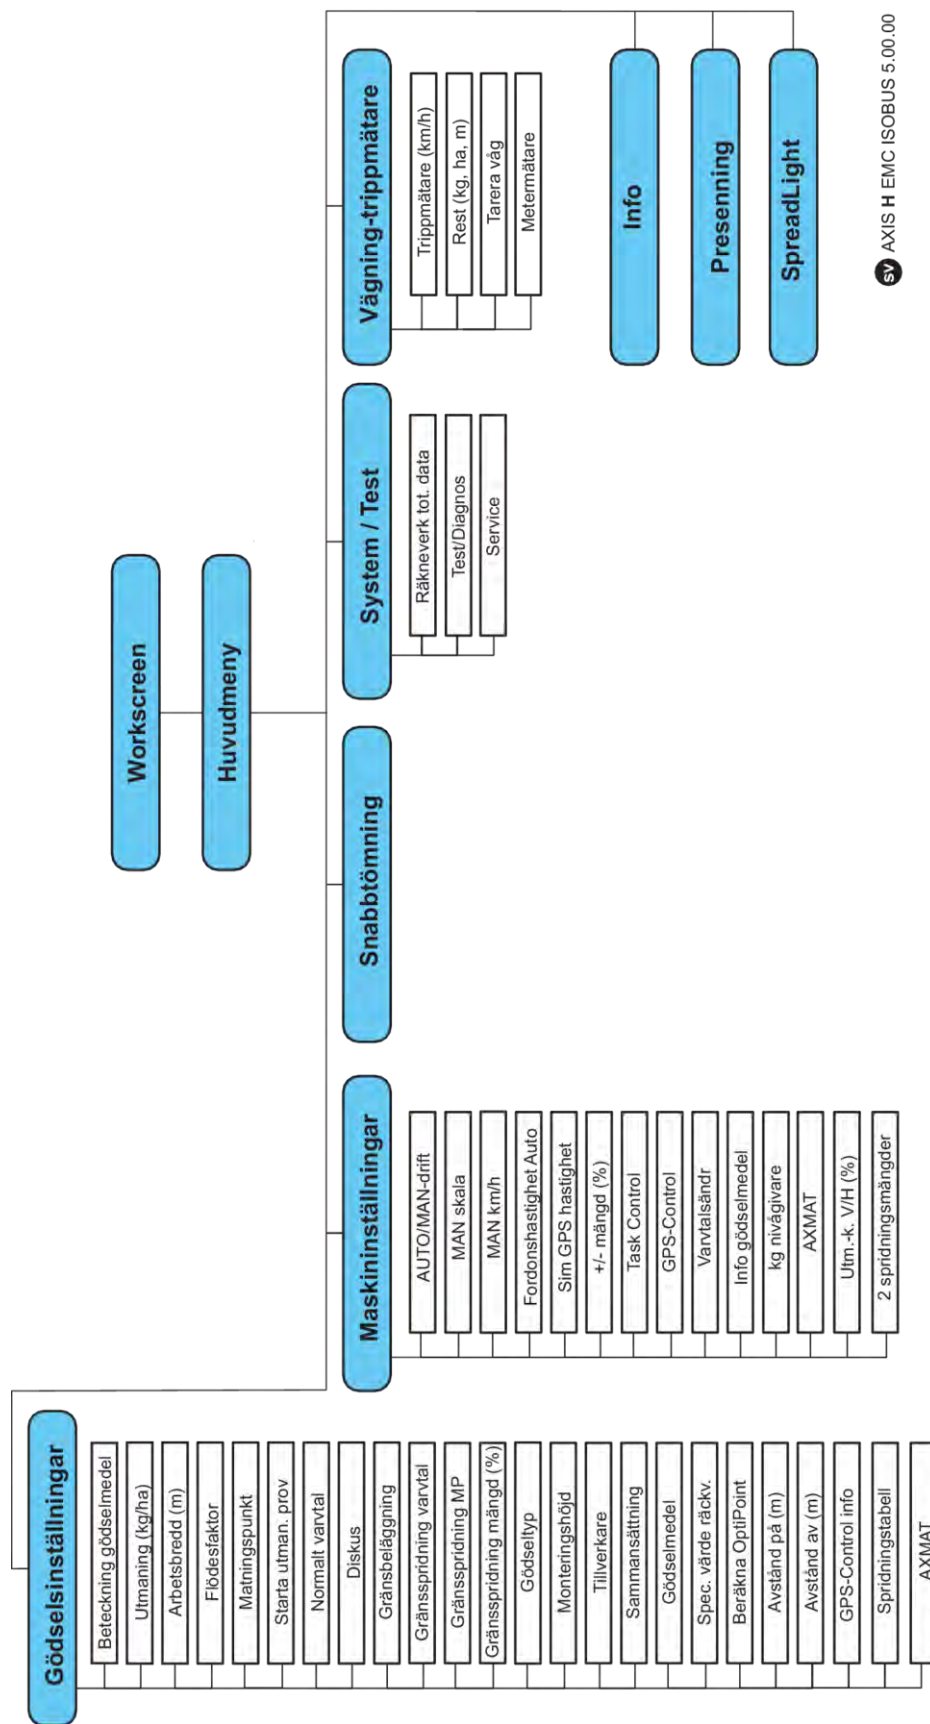 Workscreen
Huvudmeny
Gödselsinställningar
Beteckning gödselmedel
Utmaning (kg/ha)
Arbetsbredd (m)
Flödesfaktor
Matningspunkt
Starta utman. prov
Normalt varvtal
Diskus
Gränsbeläggning
Gränsspridning varvtal
Gränsspridning MP
Gränsspridning mängd (%)
Gödseltyp
Monteringshöjd
Tillverkare
Sammansättning
Gödselmedel
Spec. värde räckv.
Beräkna OptiPoint
Avstånd på (m)
Avstånd av (m)
GPS-Control info
Spridningstabell
AXMAT
Maskininställningar
AUTO/MAN-drift
MAN skala
MAN km/h
Fordonshastighet Auto
Sim GPS hastighet
+/- mängd (%)
Task Control
GPS-Control
Varvtalsändr
Info gödselmedel
kg nivågivare
AXMAT
Utm.-k. V/H (%)
2 spridningsmängder
Snabbtömning
System / Test
Räkneverk tot. data
Test/Diagnos
Service
Vägning-trippmätare
Trippmätare (km/h)
Rest (kg, ha, m)
Tarera våg
Metermätare
Info
Presenning
SpreadLight
sv AXIS H EMC ISOBUS 5.00.00